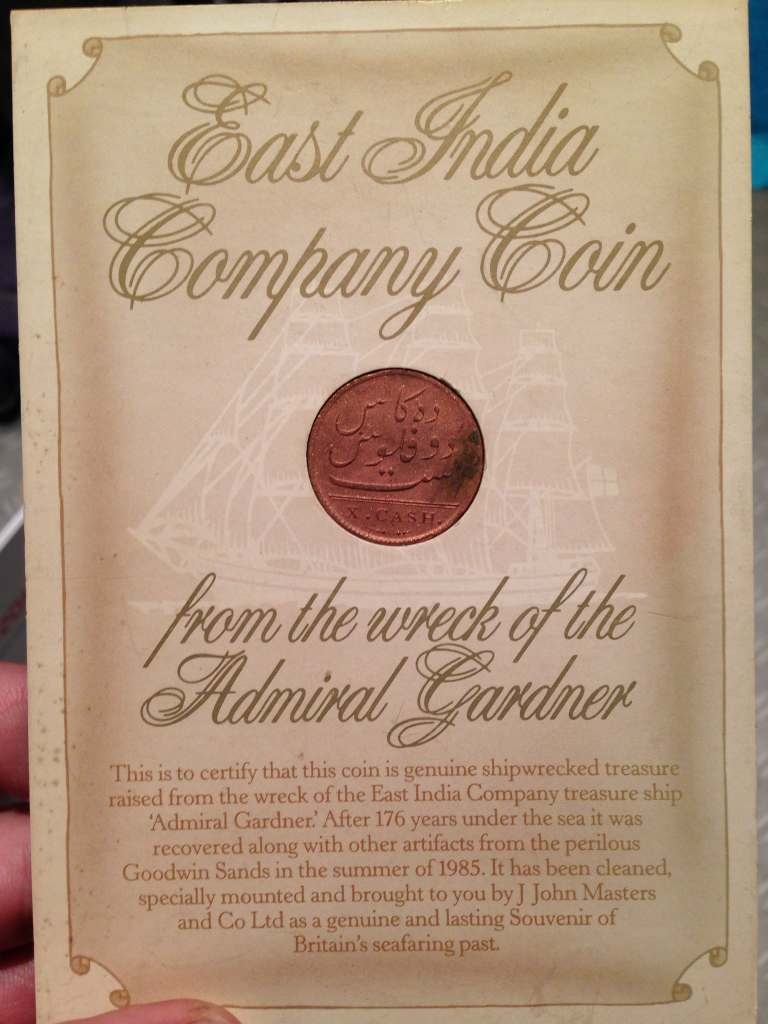 East India
Company Coin
ده كاس
دو فلوس
ست
X. CASH.
from the wreck of the
Admiral Gardner
This is to certify that this coin is genuine shipwrecked treasure
raised from the wreck of the East India Company treasure ship
'Admiral Gardner.' After 176 years under the sea it was
recovered along with other artifacts from the perilous
Goodwin Sands in the summer of 1985. It has been cleaned,
specially mounted and brought to you by J John Masters
and Co Ltd as a genuine and lasting Souvenir of
Britain's seafaring past.